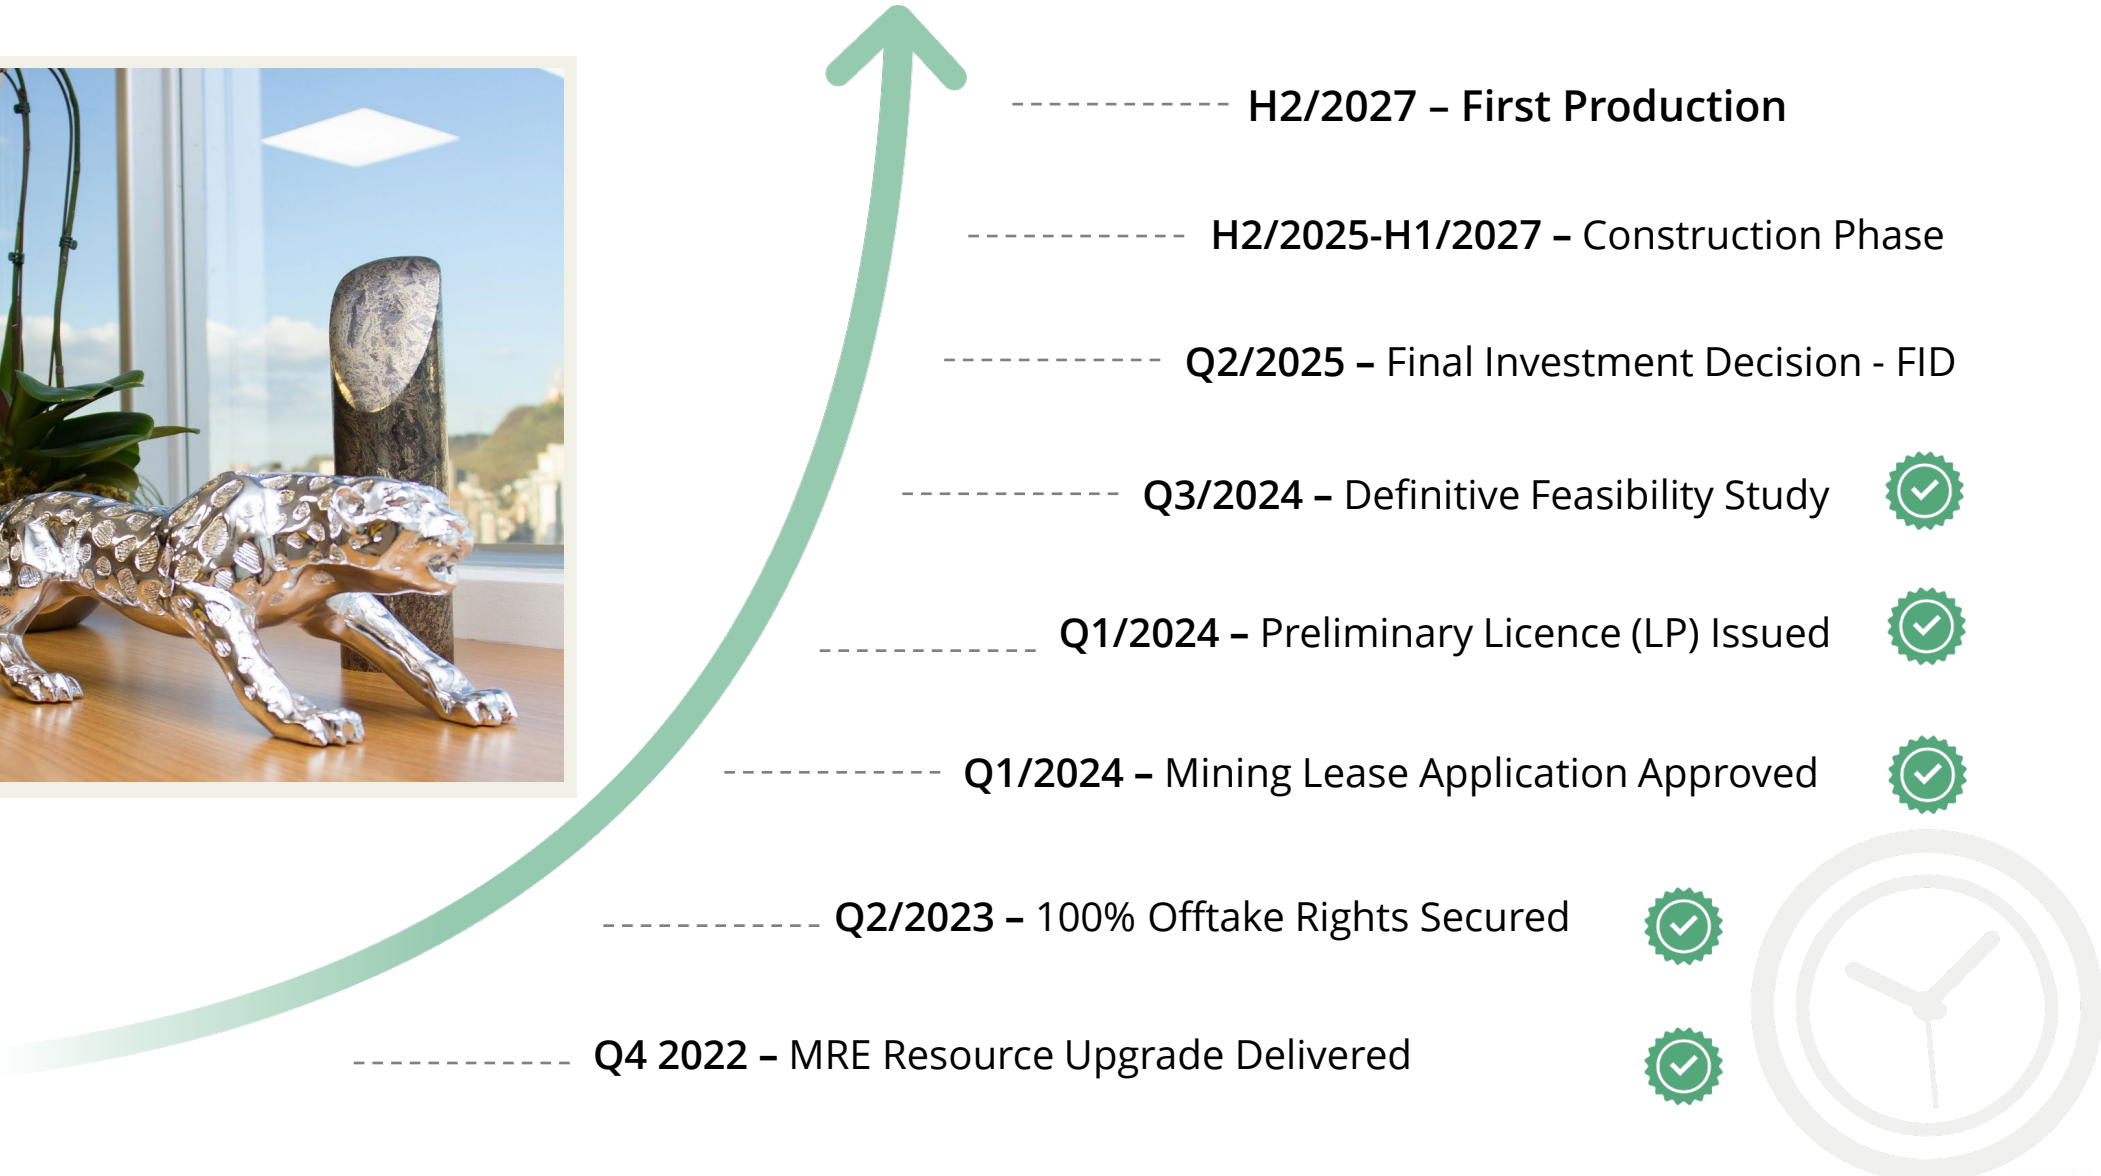 H2/2027 – First Production
H2/2025-H1/2027 – Construction Phase
Q2/2025 – Final Investment Decision - FID
Q3/2024 – Definitive Feasibility Study
Q1/2024 – Preliminary Licence (LP) Issued
Q1/2024 – Mining Lease Application Approved
Q2/2023 – 100% Offtake Rights Secured
Q4 2022 – MRE Resource Upgrade Delivered